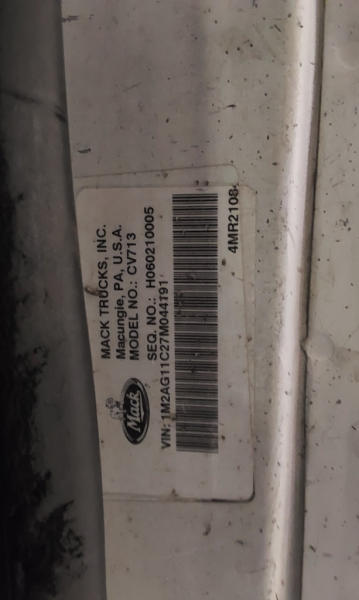 MACK TRUCKS, INC.
Macungie, PA, U.S.A.
MODEL NO.: CV713
SEQ. NO.: H060210005
Mack
VIN: 1M2AG11C27M044191
4MR2108